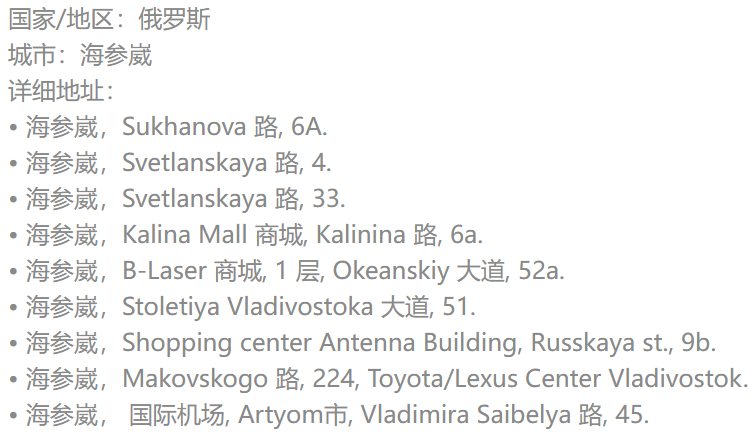 国家/地区：俄罗斯
城市：海参崴
详细地址：
• 海参崴，Sukhanova 路, 6A.
• 海参崴，Svetlanskaya 路, 4.
• 海参崴，Svetlanskaya 路, 33.
• 海参崴，Kalina Mall 商城, Kalinina 路, 6a.
• 海参崴，B-Laser 商城, 1 层, Okeanskiy 大道, 52a.
• 海参崴，Stoletiya Vladivostoka 大道, 51.
• 海参崴，Shopping center Antenna Building, Russkaya st., 9b.
• 海参崴，Makovskogo 路, 224, Toyota/Lexus Center Vladivostok.
• 海参崴， 国际机场, Artyom市, Vladimira Saibelya 路, 45.